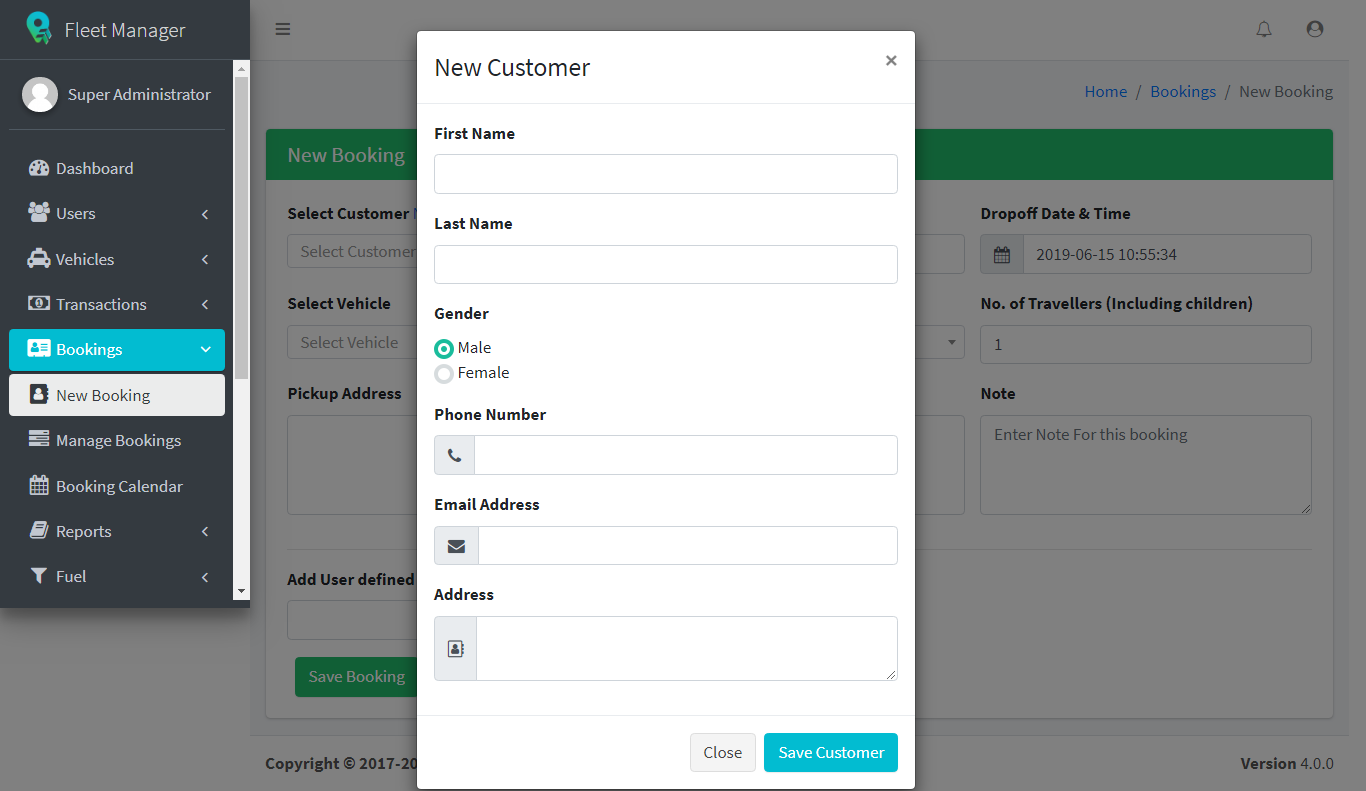 Fleet Manager
Super Administrator
Dashboard
Users
Vehicles
Transactions
Bookings
New Booking
Manage Bookings
Booking Calendar
Reports
Fuel
Home / Bookings / New Booking
New Booking
Select Customer
Select Customer
Select Vehicle
Select Vehicle
Pickup Address
Add User defined
Save Booking
Dropoff Date & Time
2019-06-15 10:55:34
No. of Travellers (Including children)
1
Note
Enter Note For this booking
New Customer
×
First Name
Last Name
Gender
Male
Female
Phone Number
Email Address
Address
Close
Save Customer
Copyright © 2017-20
Version 4.0.0